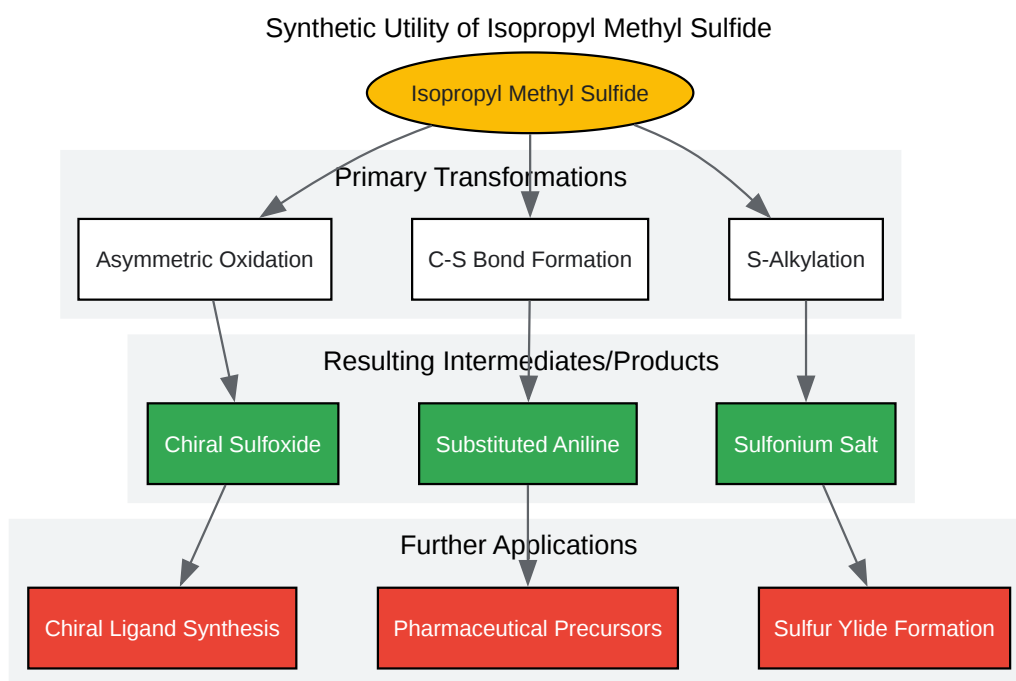 Synthetic Utility of Isopropyl Methyl Sulfide
Isopropyl Methyl Sulfide
Primary Transformations
Asymmetric Oxidation
C-S Bond Formation
S-Alkylation
Resulting Intermediates/Products
Chiral Sulfoxide
Substituted Aniline
Sulfonium Salt
Further Applications
Chiral Ligand Synthesis
Pharmaceutical Precursors
Sulfur Ylide Formation